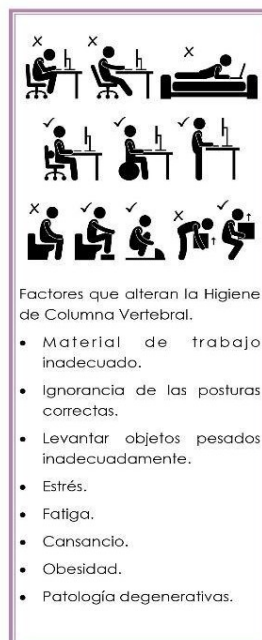 Factores que alteran la Higiene
de Columna Vertebral.
• Material de trabajo
inadecuado.
• Ignorancia de las posturas
correctas.
• Levantar objetos pesados
inadecuadamente.
• Estrés.
• Fatiga.
• Cansancio.
• Obesidad.
• Patología degenerativas.